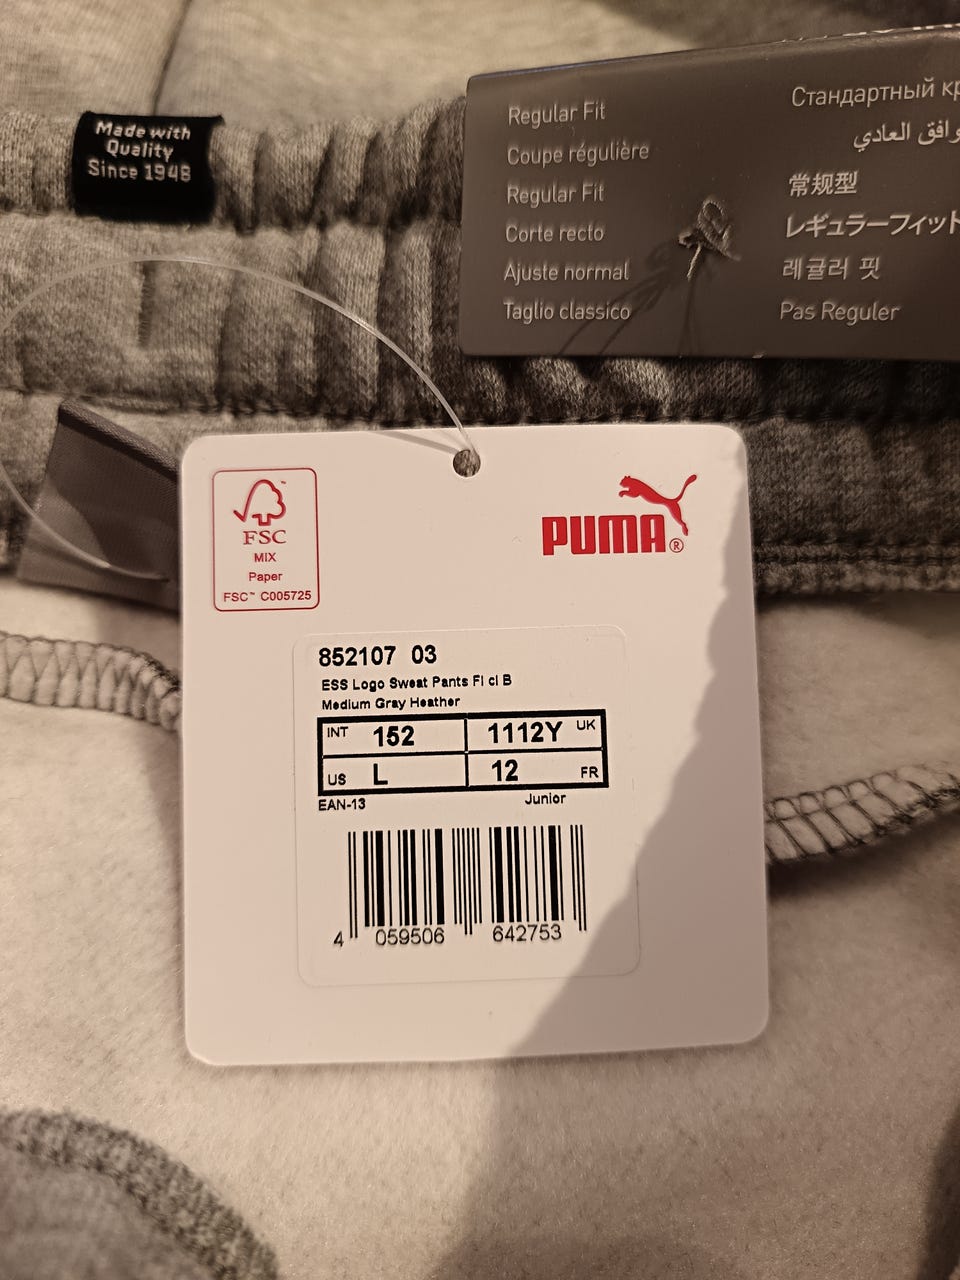 Made with
Quality
Since 1948
Regular Fit
Coupe régulière
Regular Fit
Corte recto
Ajuste normal
Taglio classico
Стандартный
العادي
常规型
レギュラーフィット
레귤러 핏
Pas Reguler
FSC
MIX
Paper
FSC™ C005725
PUMA®
852107 03
ESS Logo Sweat Pants Fl cl B
Medium Gray Heather
INT 152 1112Y UK
US L 12 FR
EAN-13 Junior
4 059506 642753